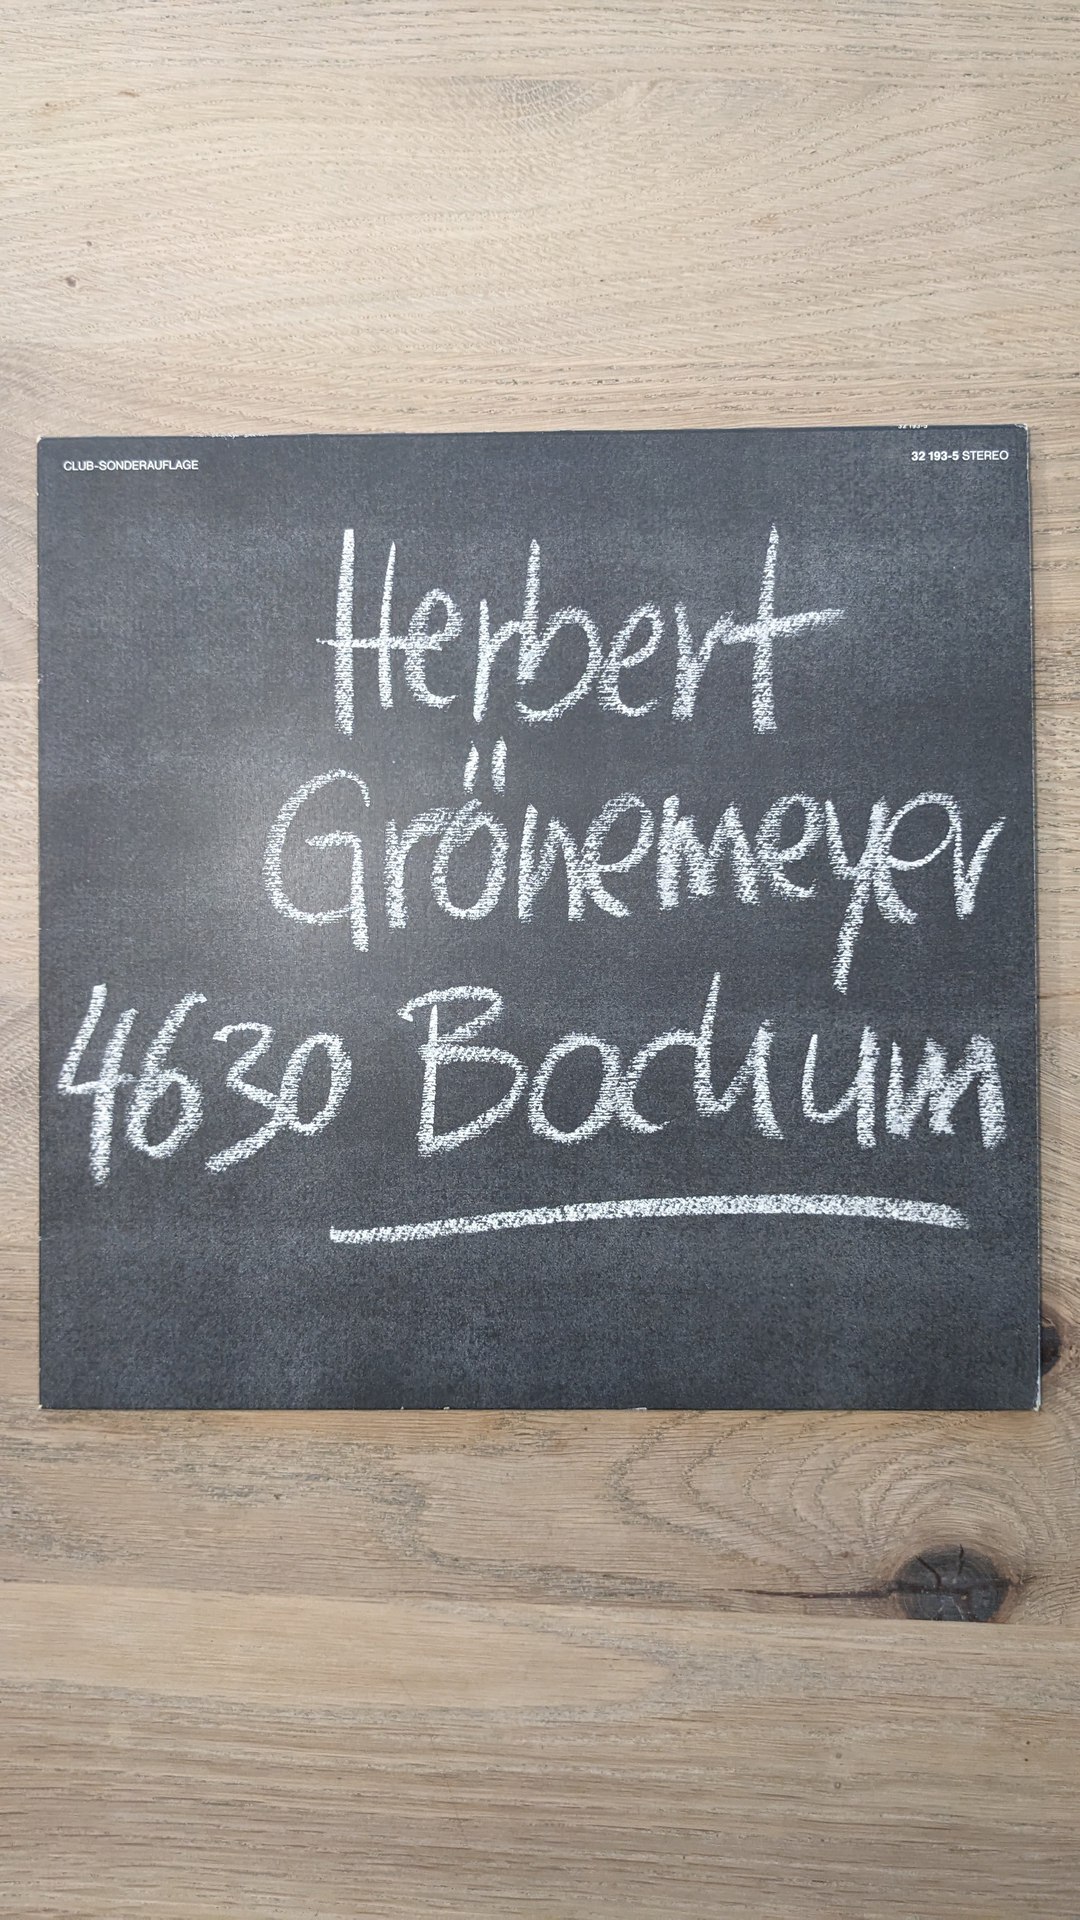 CLUB-SONDERAUFLAGE
32 193-5 STEREO
Herbert
Grönemeyer
4630 Bochum